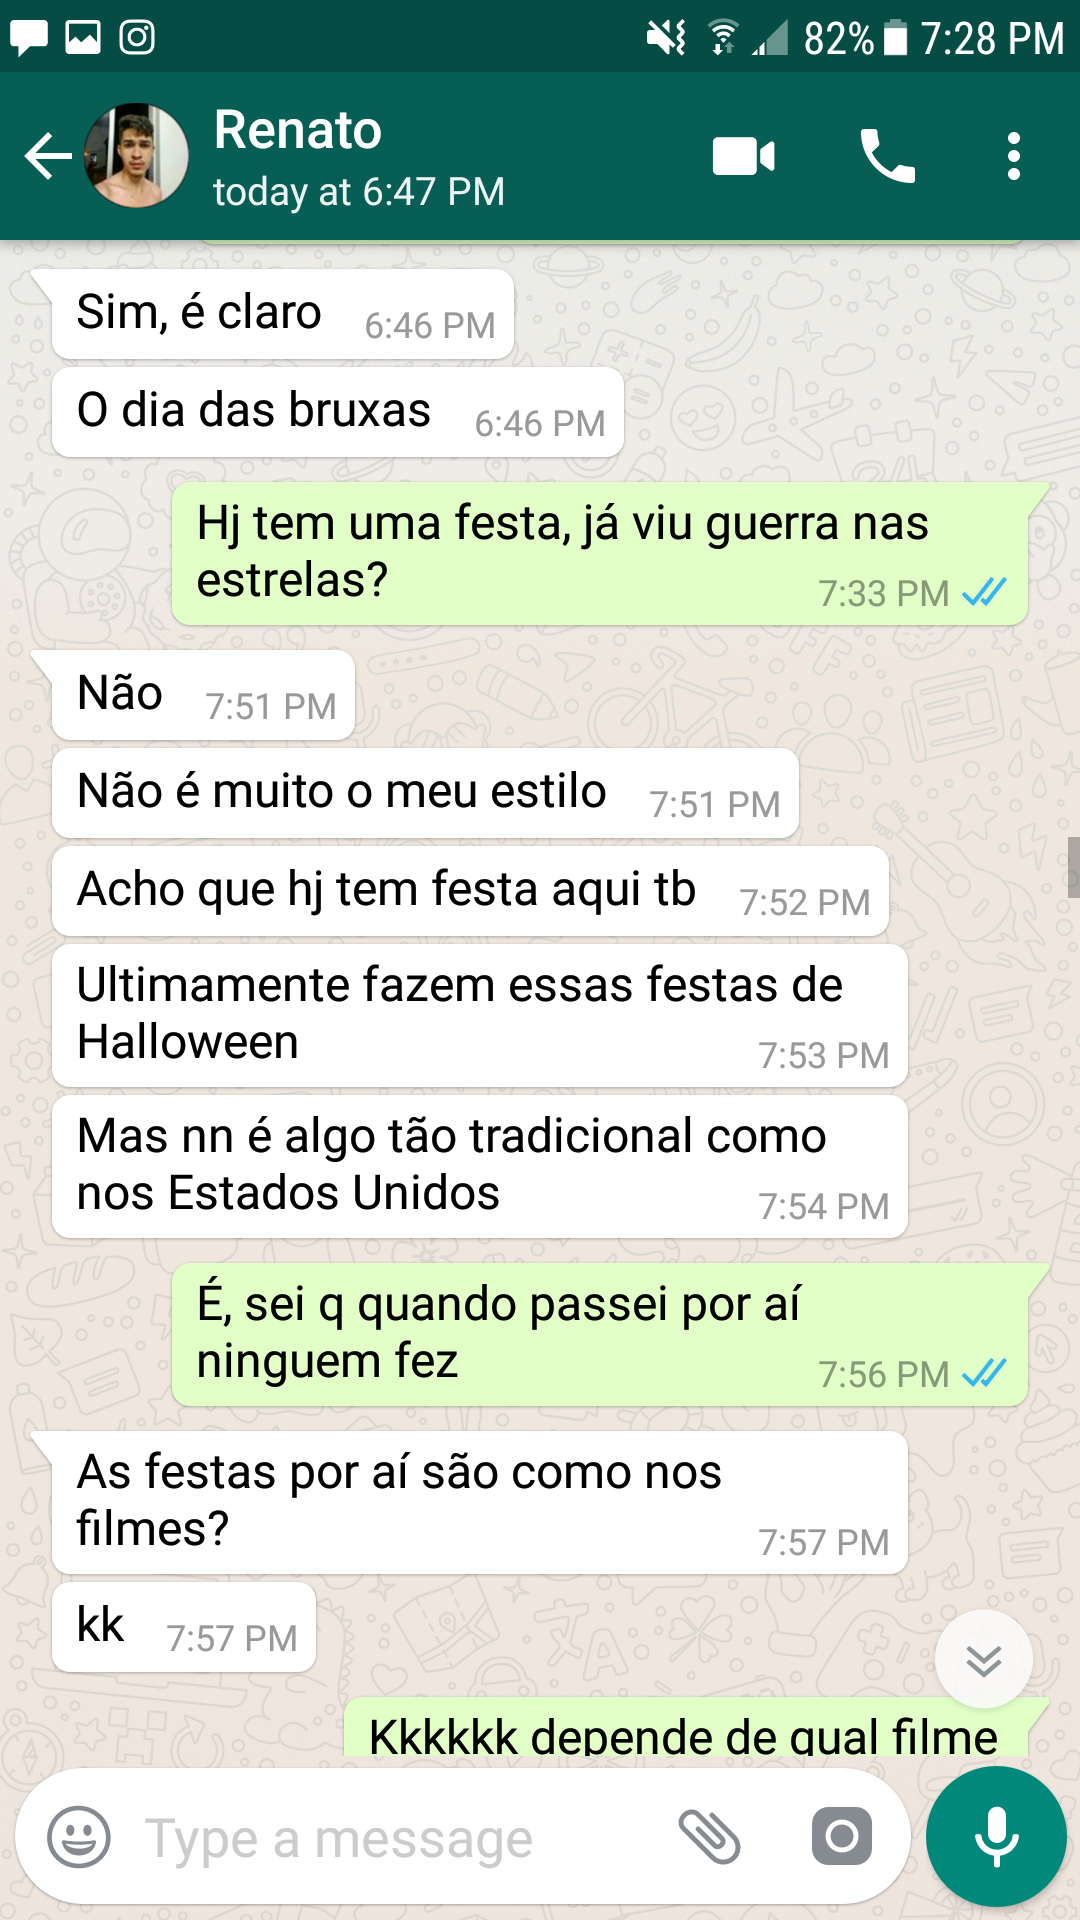 82% 7:28 PM
Renato
today at 6:47 PM
Sim, é claro 6:46 PM
O dia das bruxas 6:46 PM
Hj tem uma festa, já viu guerra nas
estrelas? 7:33 PM
Não 7:51 PM
Não é muito o meu estilo 7:51 PM
Acho que hj tem festa aqui tb 7:52 PM
Ultimamente fazem essas festas de
Halloween 7:53 PM
Mas nn é algo tão tradicional como
nos Estados Unidos 7:54 PM
É, sei q quando passei por aí
ninguem fez 7:56 PM
As festas por aí são como nos
filmes? 7:57 PM
kk 7:57 PM
Kkkkkk depende de qual filme
Type a message